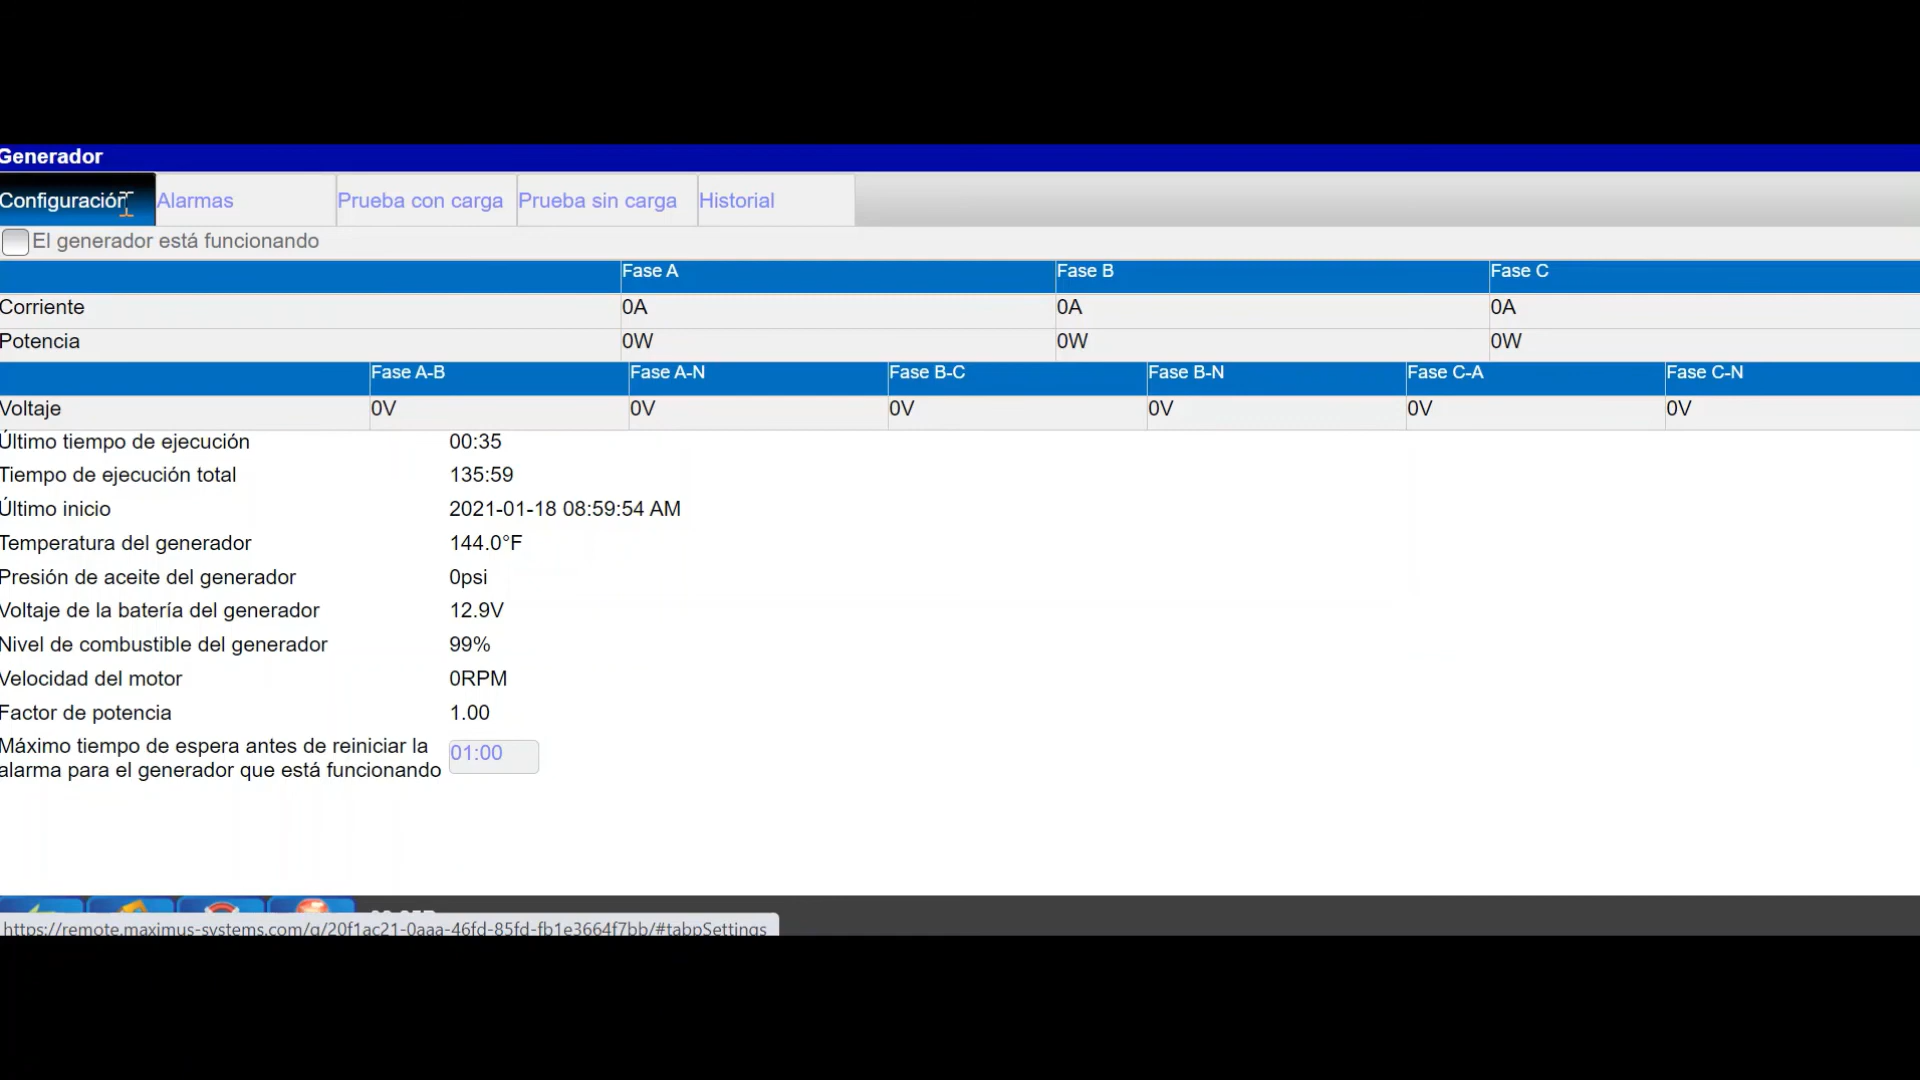 Generador
Configuración Alarmas Prueba con carga Prueba sin carga Historial
El generador está funcionando
Fase A Fase B Fase C
Corriente 0A 0A 0A
Potencia 0W 0W 0W
Fase A-B Fase A-N Fase B-C Fase B-N Fase C-A Fase C-N
Voltaje 0V 0V 0V 0V 0V 0V
Último tiempo de ejecución 00:35
Tiempo de ejecución total 135:59
Último inicio 2021-01-18 08:59:54 AM
Temperatura del generador 144.0°F
Presión de aceite del generador 0psi
Voltaje de la batería del generador 12.9V
Nivel de combustible del generador 99%
Velocidad del motor 0RPM
Factor de potencia 1.00
Máximo tiempo de espera antes de reiniciar la
alarma para el generador que está funcionando 01:00
https://remote.maximus-systems.com/g/20f1ac21-0aaa-46fd-85fd-fb1e3664f7bb/#tabpSettings